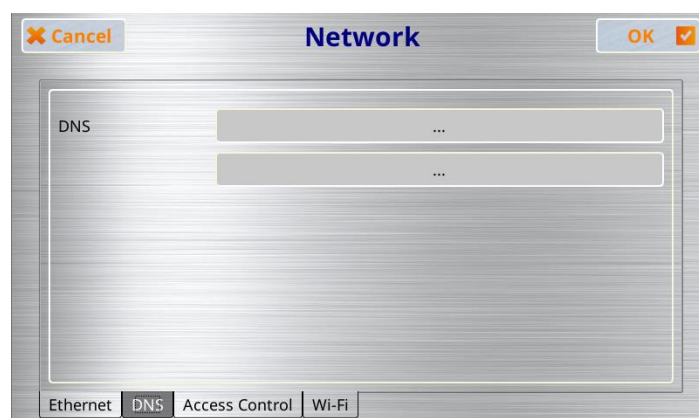 Cancel
Network
OK
DNS
...
...
Ethernet
DNS
Access Control
Wi-Fi